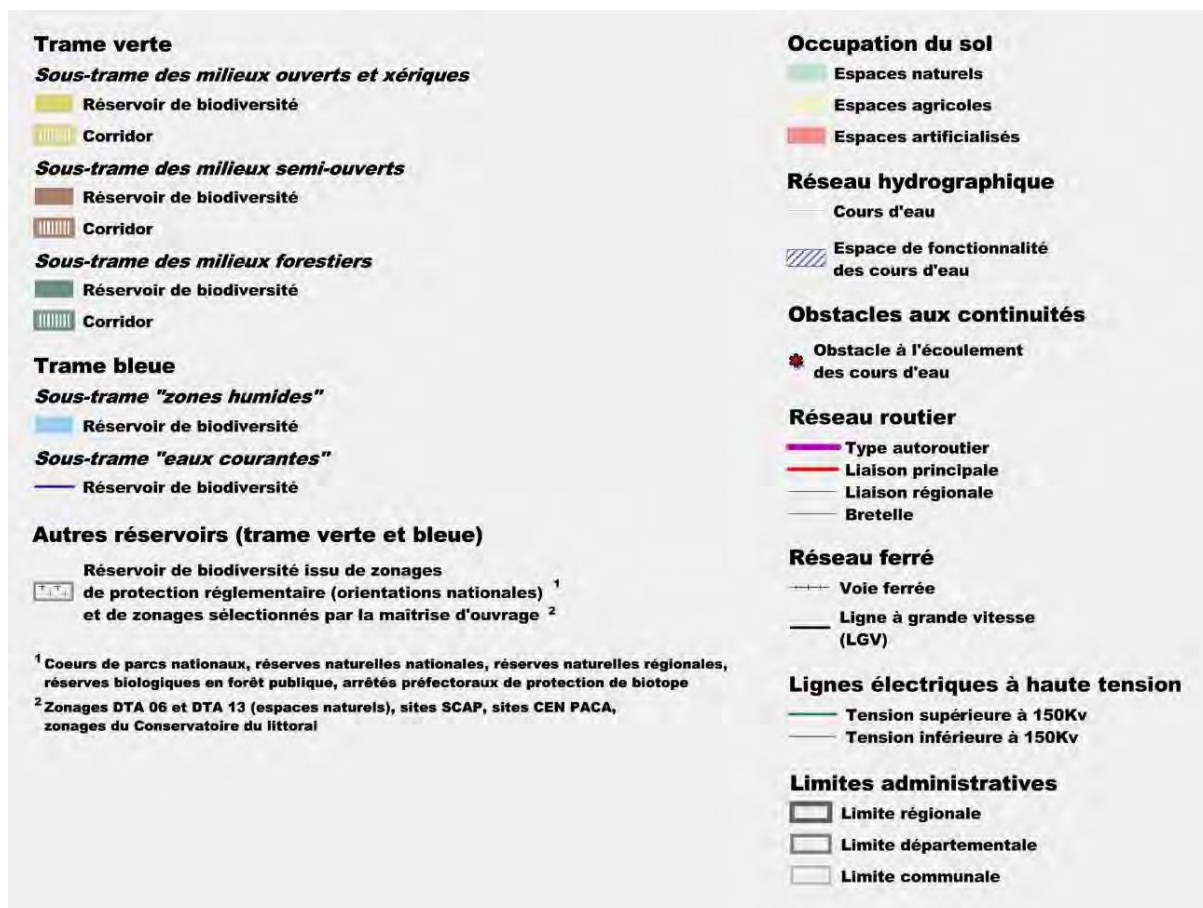 Trame verte
Sous-trame des milieux ouverts et xériques
Réservoir de biodiversité
Corridor
Sous-trame des milieux semi-ouverts
Réservoir de biodiversité
Corridor
Sous-trame des milieux forestiers
Réservoir de biodiversité
Corridor
Trame bleue
Sous-trame "zones humides"
Réservoir de biodiversité
Sous-trame "eaux courantes"
Réservoir de biodiversité
Autres réservoirs (trame verte et bleue)
Réservoir de biodiversité issu de zonages
de protection réglementaire (orientations nationales) 1
et de zonages sélectionnés par la maîtrise d'ouvrage 2
1 Coeurs de parcs nationaux, réserves naturelles nationales, réserves naturelles régionales,
réserves biologiques en forêt publique, arrêtés préfectoraux de protection de biotope
2 Zonages DTA 06 et DTA 13 (espaces naturels), sites SCAP, sites CEN PACA,
zonages du Conservatoire du littoral
Occupation du sol
Espaces naturels
Espaces agricoles
Espaces artificialisés
Réseau hydrographique
Cours d'eau
Espace de fonctionnalité
des cours d'eau
Obstacles aux continuités
Obstacle à l'écoulement
des cours d'eau
Réseau routier
Type autoroutier
Liaison principale
Liaison régionale
Bretelle
Réseau ferré
Voie ferrée
Ligne à grande vitesse
(LGV)
Lignes électriques à haute tension
Tension supérieure à 150Kv
Tension inférieure à 150Kv
Limites administratives
Limite régionale
Limite départementale
Limite communale